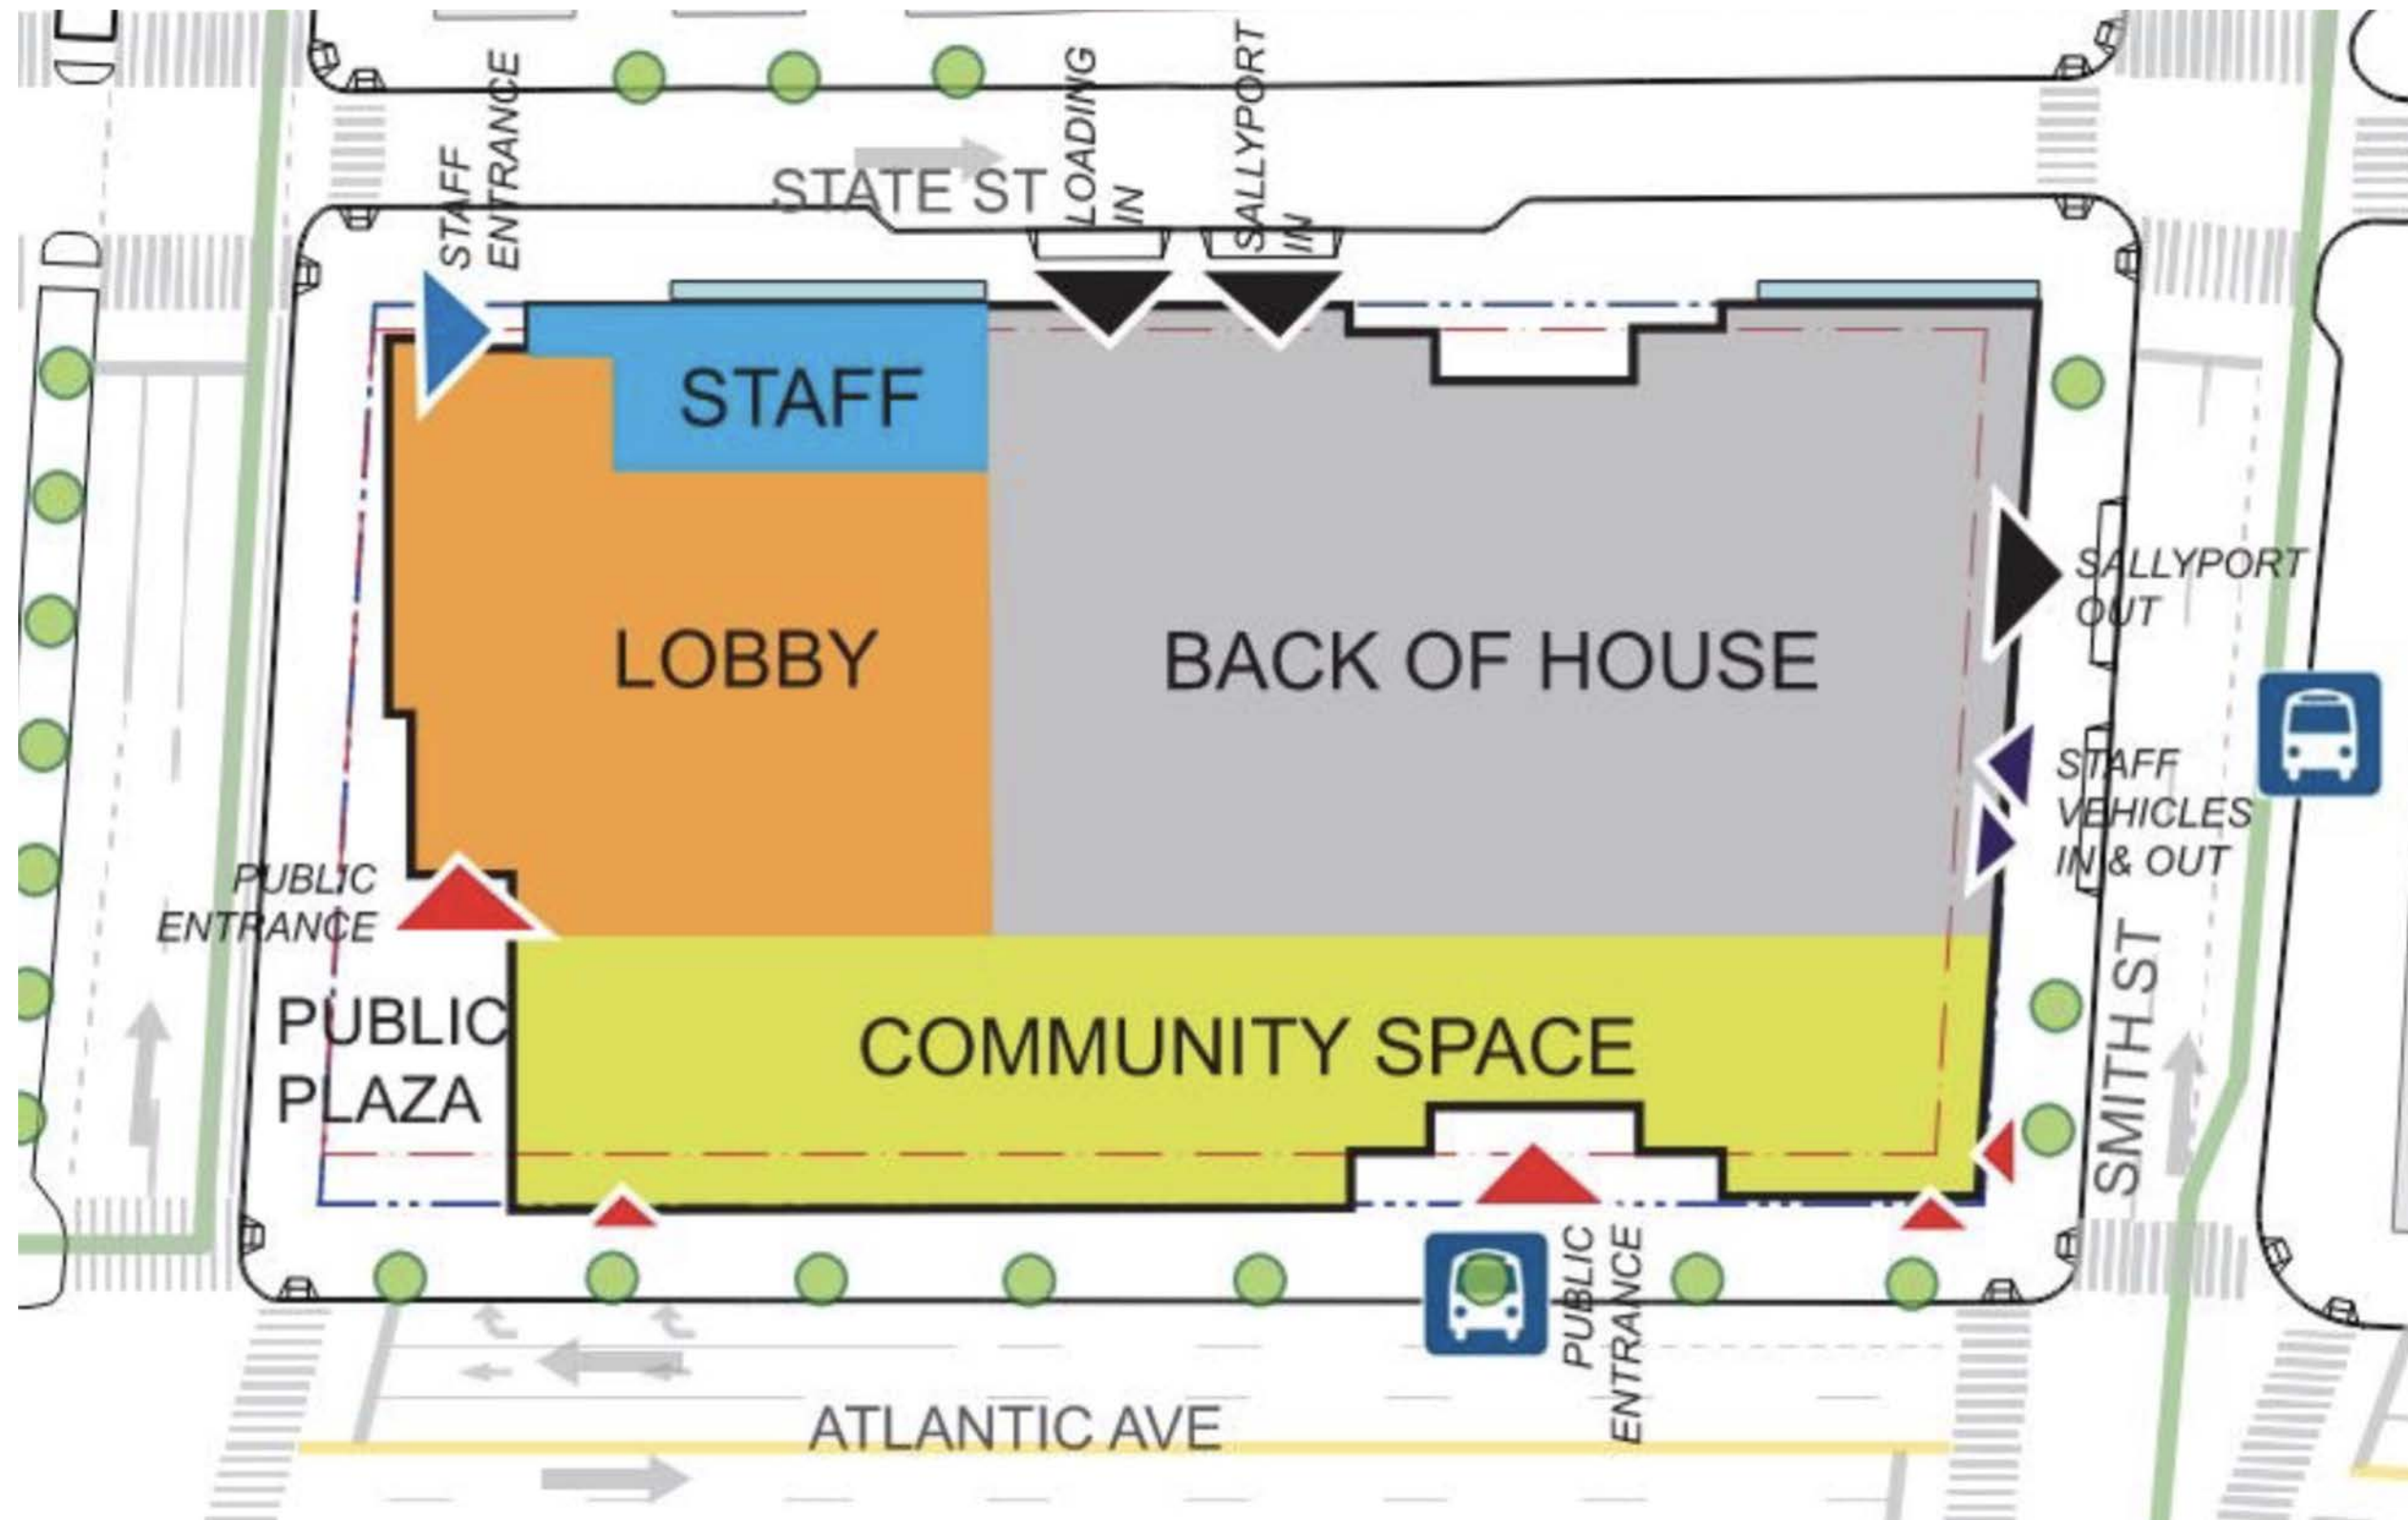 STAFF
ENTRANCE
STATE ST
LOADING
IN
SALLYPORT
IN
STAFF
LOBBY
BACK OF HOUSE
SALLYPORT
OUT
STAFF
VEHICLES
IN & OUT
PUBLIC
ENTRANCE
PUBLIC
PLAZA
COMMUNITY SPACE
SMITH ST
PUBLIC
ENTRANCE
ATLANTIC AVE